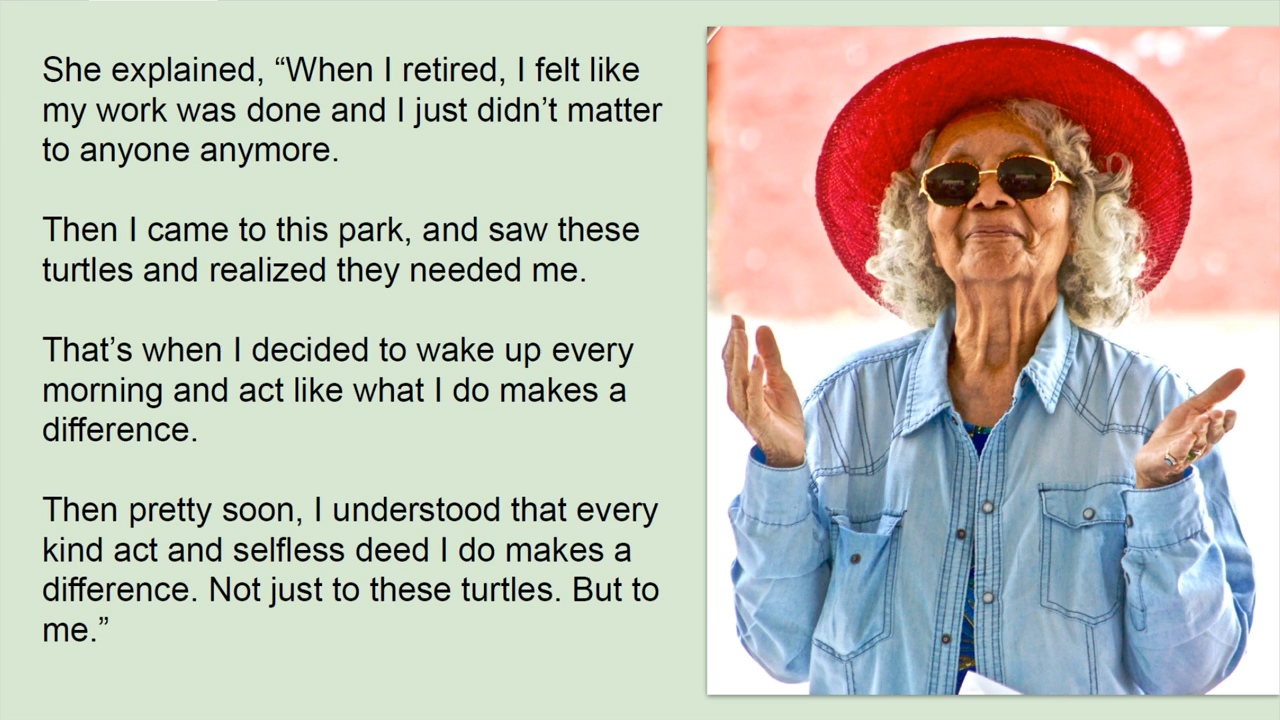 She explained, “When I retired, I felt like
my work was done and I just didn’t matter
to anyone anymore.
Then I came to this park, and saw these
turtles and realized they needed me.
That’s when I decided to wake up every
morning and act like what I do makes a
difference.
Then pretty soon, I understood that every
kind act and selfless deed I do makes a
difference. Not just to these turtles. But to
me.”